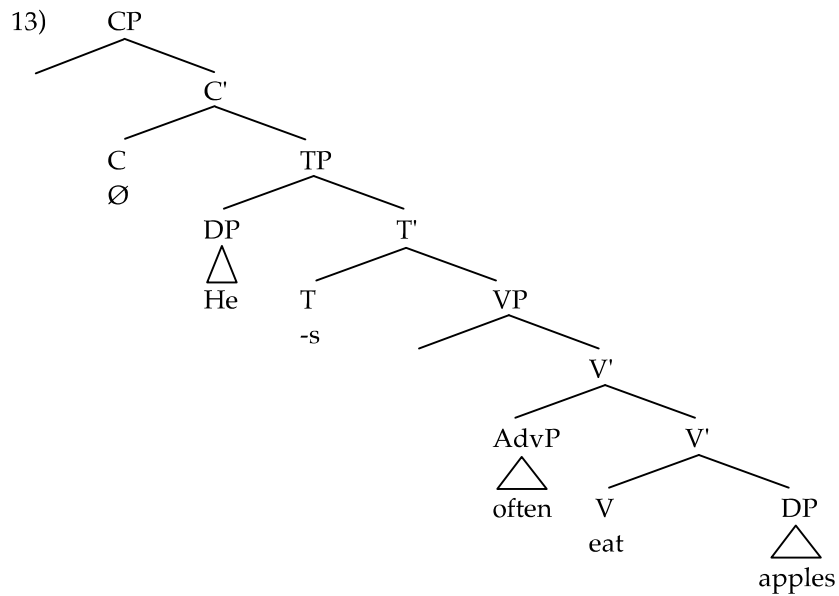 13) CP
C'
C TP
Ø
DP T'
He T VP
-s
V'
AdvP V'
often V DP
eat
apples